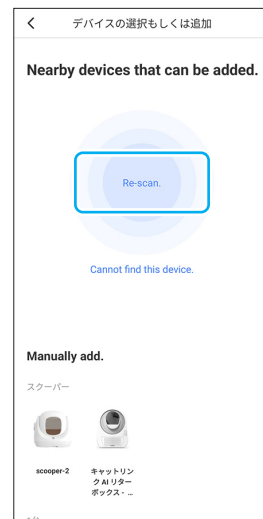 デバイスの選択もしくは追加
Nearby devices that can be added.
Re-scan.
Cannot find this device.
Manually add.
スクーパー
scooper-2
キャットリン
ク AI リター
ボックス - ...